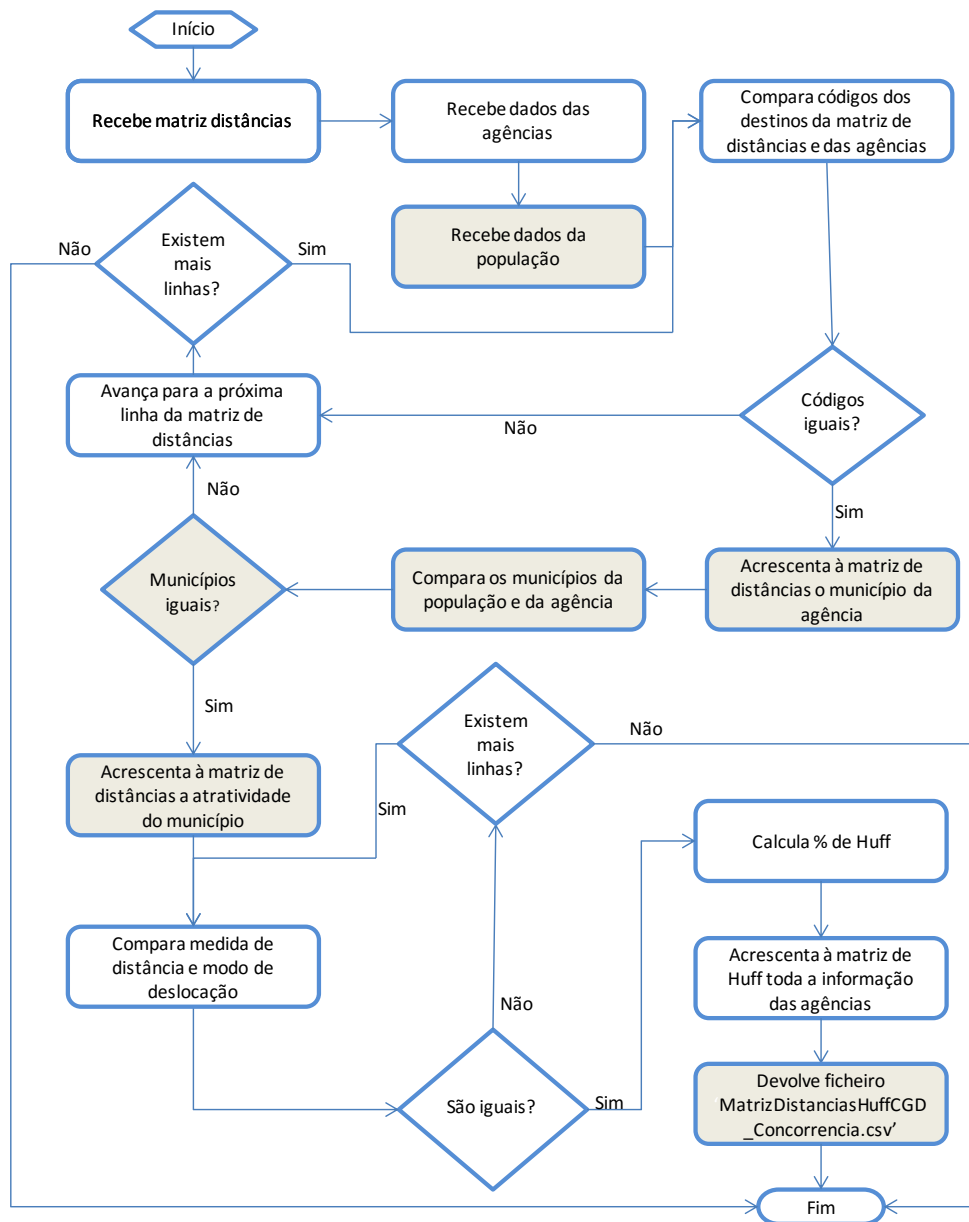 Início
Recebe matriz distâncias
Recebe dados das
agências
Compara códigos dos
destinos da matriz de
distâncias e das agências
Recebe dados da
população
Não
Existem
mais
linhas?
Sim
Avança para a próxima
linha da matriz de
distâncias
Não
Códigos
iguais?
Não
Sim
Municípios
iguais?
Compara os municípios da
população e da agência
Acrescenta à matriz de
distâncias o município da
agência
Sim
Existem
mais
linhas?
Não
Acrescenta à matriz de
distâncias a atratividade
do município
Sim
Calcula % de Huff
Compara medida de
distância e modo de
deslocação
Não
Acrescenta à matriz de
Huff toda a informação
das agências
São iguais?
Sim
Devolve ficheiro
MatrizDistanciasHuffCGD
_Concorrencia.csv’
Fim